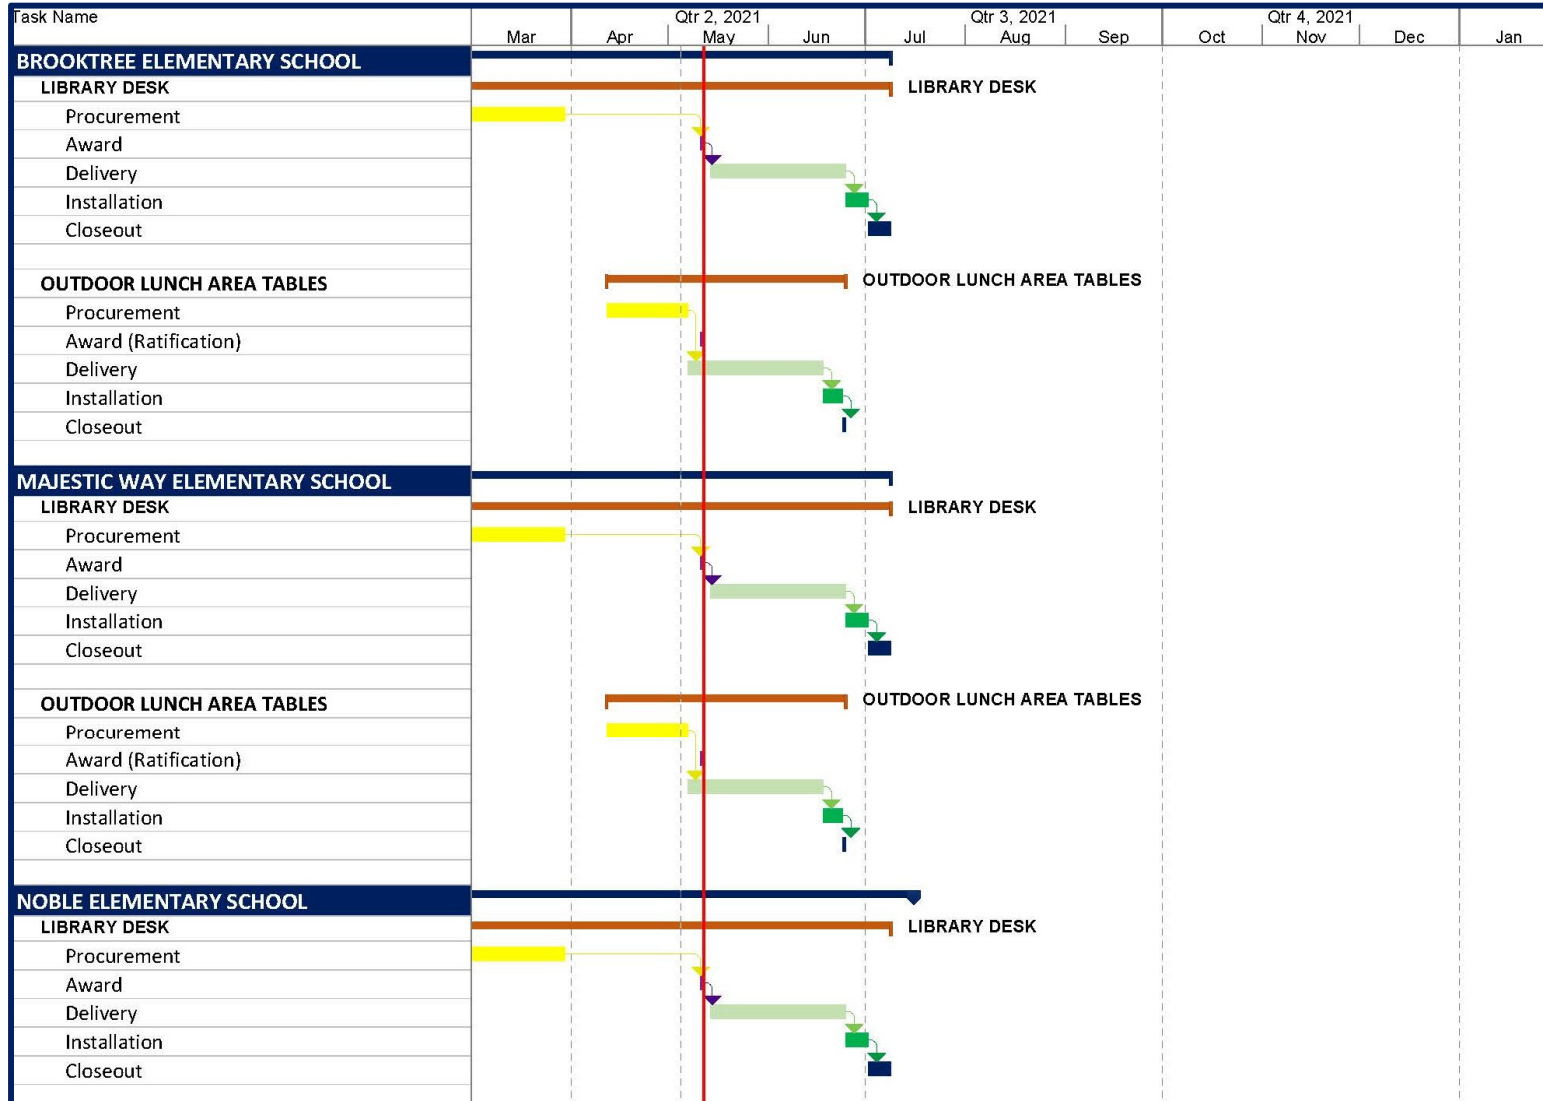 Task Name
Qtr 2, 2021 Qtr 3, 2021 Qtr 4, 2021
Mar Apr May Jun Jul Aug Sep Oct Nov Dec Jan
BROOKTREE ELEMENTARY SCHOOL
LIBRARY DESK LIBRARY DESK
Procurement
Award
Delivery
Installation
Closeout
OUTDOOR LUNCH AREA TABLES OUTDOOR LUNCH AREA TABLES
Procurement
Award (Ratification)
Delivery
Installation
Closeout
MAJESTIC WAY ELEMENTARY SCHOOL
LIBRARY DESK LIBRARY DESK
Procurement
Award
Delivery
Installation
Closeout
OUTDOOR LUNCH AREA TABLES OUTDOOR LUNCH AREA TABLES
Procurement
Award (Ratification)
Delivery
Installation
Closeout
NOBLE ELEMENTARY SCHOOL
LIBRARY DESK LIBRARY DESK
Procurement
Award
Delivery
Installation
Closeout